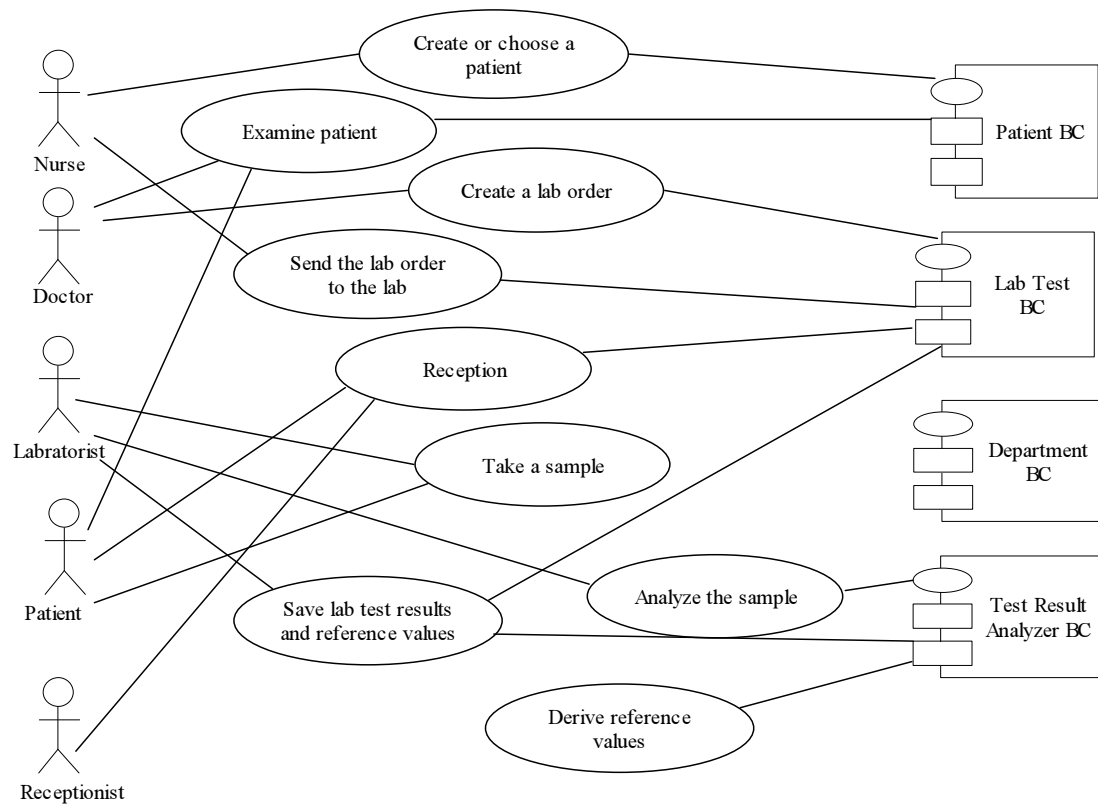 Create or choose a
patient
Nurse
Examine patient
Patient BC
Doctor
Create a lab order
Send the lab order
to the lab
Lab Test
BC
Labratorist
Reception
Take a sample
Department
BC
Patient
Save lab test results
and reference values
Analyze the sample
Test Result
Analyzer BC
Derive reference
values
Receptionist